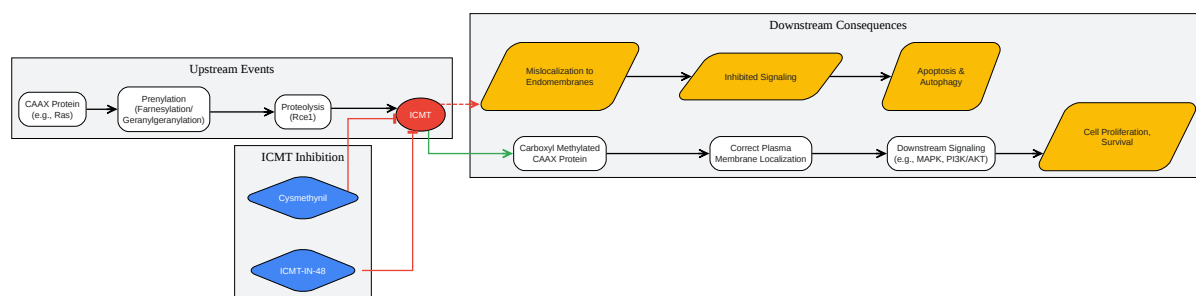 Downstream Consequences
Upstream Events
CAAX Protein
(e.g., Ras)
Prenylation
(Farnesylation/
Geranylgeranylation)
Proteolysis
(Rce1)
ICMT
Mislocalization to
Endomembranes
Inhibited Signaling
Apoptosis &
Autophagy
Carboxyl Methylated
CAAX Protein
Correct Plasma
Membrane Localization
Downstream Signaling
(e.g., MAPK, PI3K/AKT)
Cell Proliferation,
Survival
ICMT Inhibition
Cysmethynil
ICMT-IN-48